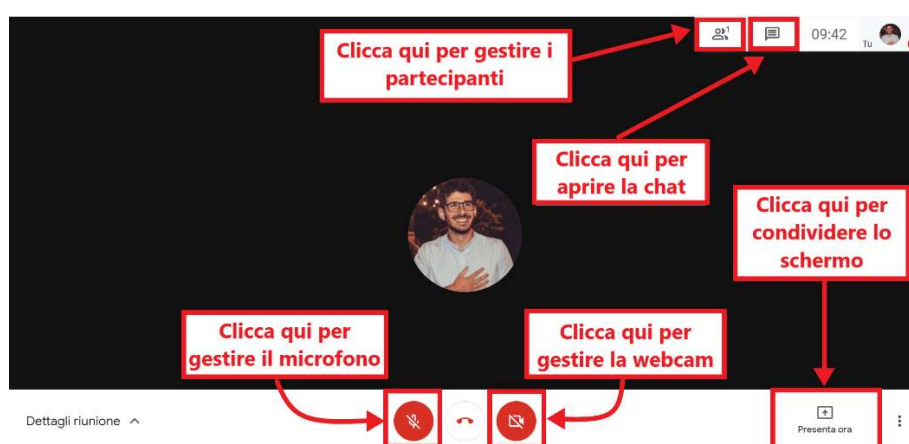 Clicca qui per gestire i
partecipanti
1
09:42
Tu
Clicca qui per
aprire la chat
Clicca qui per
condividere lo
schermo
Clicca qui per
gestire il microfono
Clicca qui per
gestire la webcam
Dettagli riunione
Presenta ora